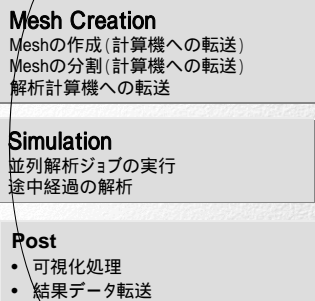 Mesh Creation
Meshの作成(計算機への転送)
Meshの分割(計算機への転送)
解析計算機への転送
Simulation
並列解析ジョブの実行
途中経過の解析
Post
• 可視化処理
• 結果データ転送